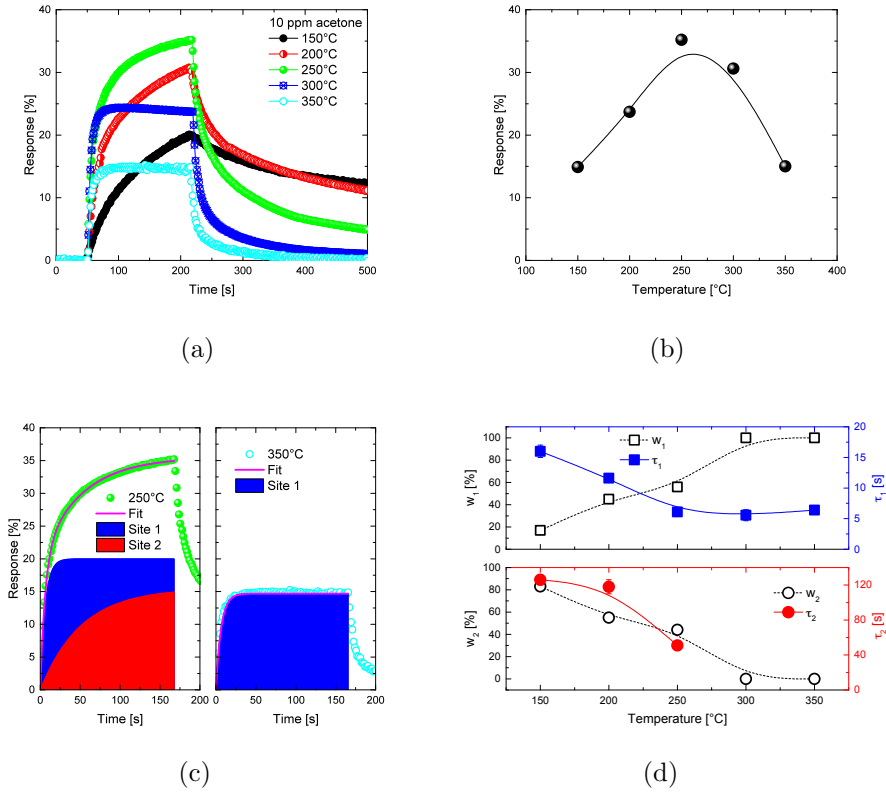 10 ppm acetone
150°C
200°C
250°C
300°C
350°C
Response [%]
0
5
10
15
20
25
30
35
40
0 100 200 300 400 500
Time [s]
(a)
Response [%]
0
10
20
30
40
100 150 200 250 300 350 400
Temperature [°C]
(b)
Response [%]
0
5
10
15
20
25
30
35
40
250°C
Fit
Site 1
Site 2
0 50 100 150 200
Time [s]
350°C
Fit
Site 1
0 50 100 150 200
Time [s]
(c)
w1 [%]
0
20
40
60
80
100
w1
τ1
0
5
10
15
20
τ1 [s]
w2 [%]
0
20
40
60
80
100
w2
τ2
0
40
80
120
τ2 [s]
150 200 250 300 350
Temperature [°C]
(d)